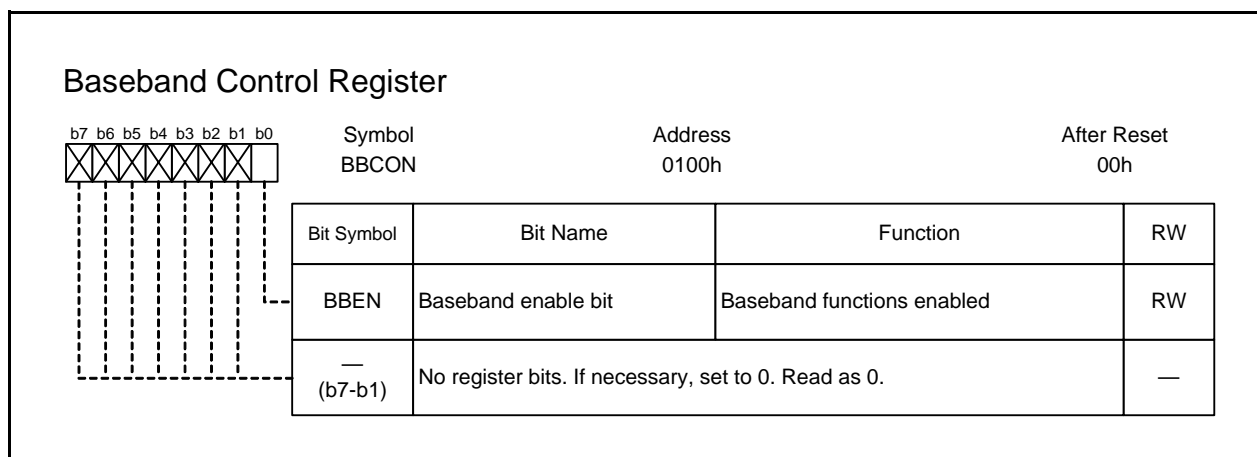 Baseband Control Register
b7 b6 b5 b4 b3 b2 b1 b0
Symbol Address After Reset
BBCON 0100h 00h
Bit Symbol Bit Name Function RW
BBEN Baseband enable bit Baseband functions enabled RW
—
(b7-b1) No register bits. If necessary, set to 0. Read as 0. —